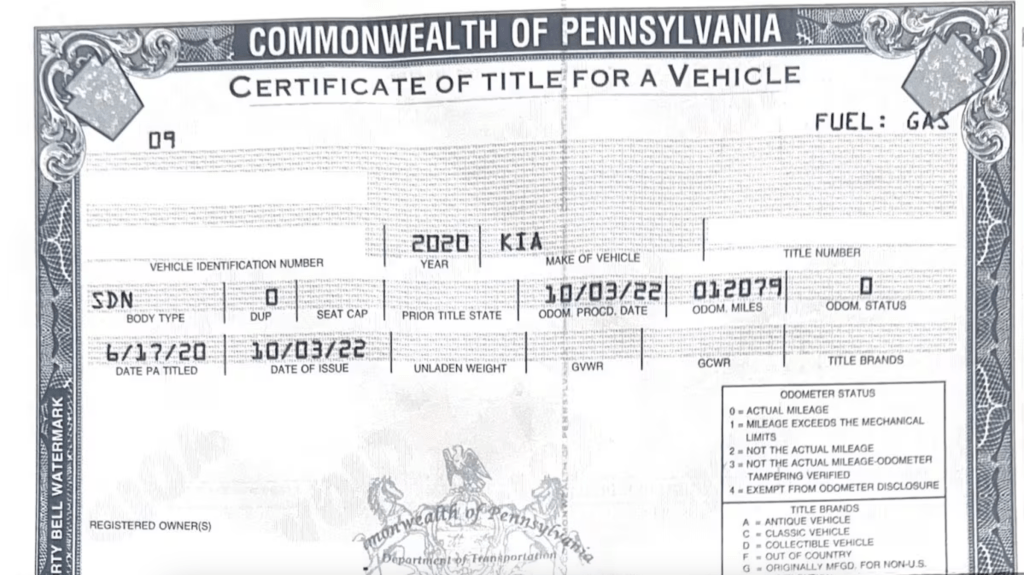 COMMONWEALTH OF PENNSYLVANIA
CERTIFICATE OF TITLE FOR A VEHICLE
09
FUEL: GAS
2020 KIA
VEHICLE IDENTIFICATION NUMBER YEAR MAKE OF VEHICLE TITLE NUMBER
SDN 0 10/03/22 012079 0
BODY TYPE DUP SEAT CAP PRIOR TITLE STATE ODOM. PROCD. DATE ODOM. MILES ODOM. STATUS
6/17/20 10/03/22
DATE PA TITLED DATE OF ISSUE UNLADEN WEIGHT GVWR GCWR TITLE BRANDS
ODOMETER STATUS
0 = ACTUAL MILEAGE
1 = MILEAGE EXCEEDS THE MECHANICAL
LIMITS
2 = NOT THE ACTUAL MILEAGE
3 = NOT THE ACTUAL MILEAGE-ODOMETER
TAMPERING VERIFIED
4 = EXEMPT FROM ODOMETER DISCLOSURE
REGISTERED OWNER(S)
TITLE BRANDS
A = ANTIQUE VEHICLE
C = CLASSIC VEHICLE
D = COLLECTIBLE VEHICLE
F = OUT OF COUNTRY
G = ORIGINALLY MFGD. FOR NON-U.S.
monwealth of Pennsylvania
Department of Transportation
RTY BELL WATERMARK